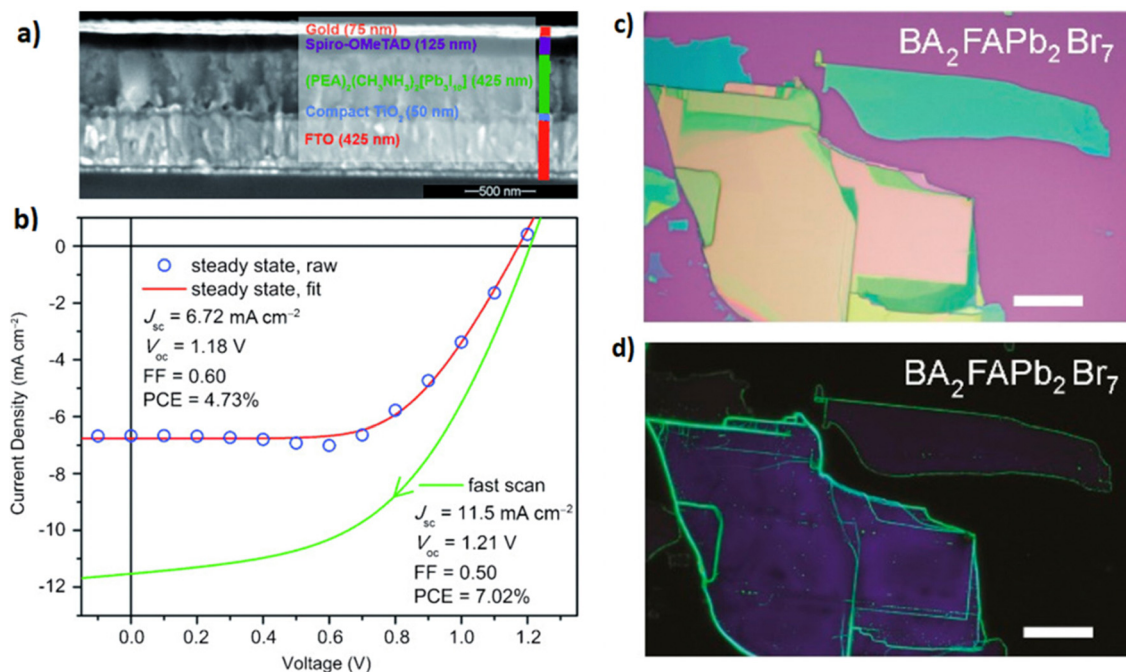 a)
Gold (75 nm)
Spiro-OMeTAD (125 nm)
(PEA)₂(CH₃NH₃)₂[Pb₃I₁₀] (425 nm)
Compact TiO₂ (50 nm)
FTO (425 nm)
500 nm
b)
0
-2
-4
-6
-8
-10
-12
Current Density (mA cm⁻²)
steady state, raw
steady state, fit
Jsc = 6.72 mA cm⁻²
Voc = 1.18 V
FF = 0.60
PCE = 4.73%
fast scan
Jsc = 11.5 mA cm⁻²
Voc = 1.21 V
FF = 0.50
PCE = 7.02%
0.0 0.2 0.4 0.6 0.8 1.0 1.2
Voltage (V)
c)
BA₂FAPb₂Br₇
d)
BA₂FAPb₂Br₇